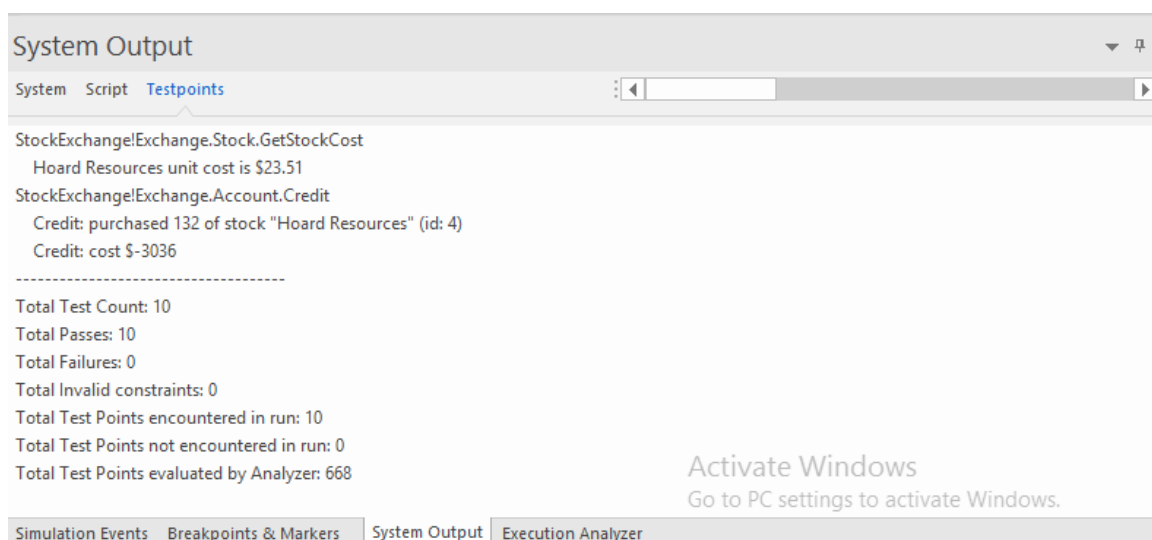 System Output
System Script Testpoints
StockExchange!Exchange.Stock.GetStockCost
Hoard Resources unit cost is $23.51
StockExchange!Exchange.Account.Credit
Credit: purchased 132 of stock "Hoard Resources" (id: 4)
Credit: cost $-3036
-------------------------------------
Total Test Count: 10
Total Passes: 10
Total Failures: 0
Total Invalid constraints: 0
Total Test Points encountered in run: 10
Total Test Points not encountered in run: 0
Total Test Points evaluated by Analyzer: 668
Activate Windows
Go to PC settings to activate Windows.
Simulation Events Breakpoints & Markers System Output Execution Analyzer